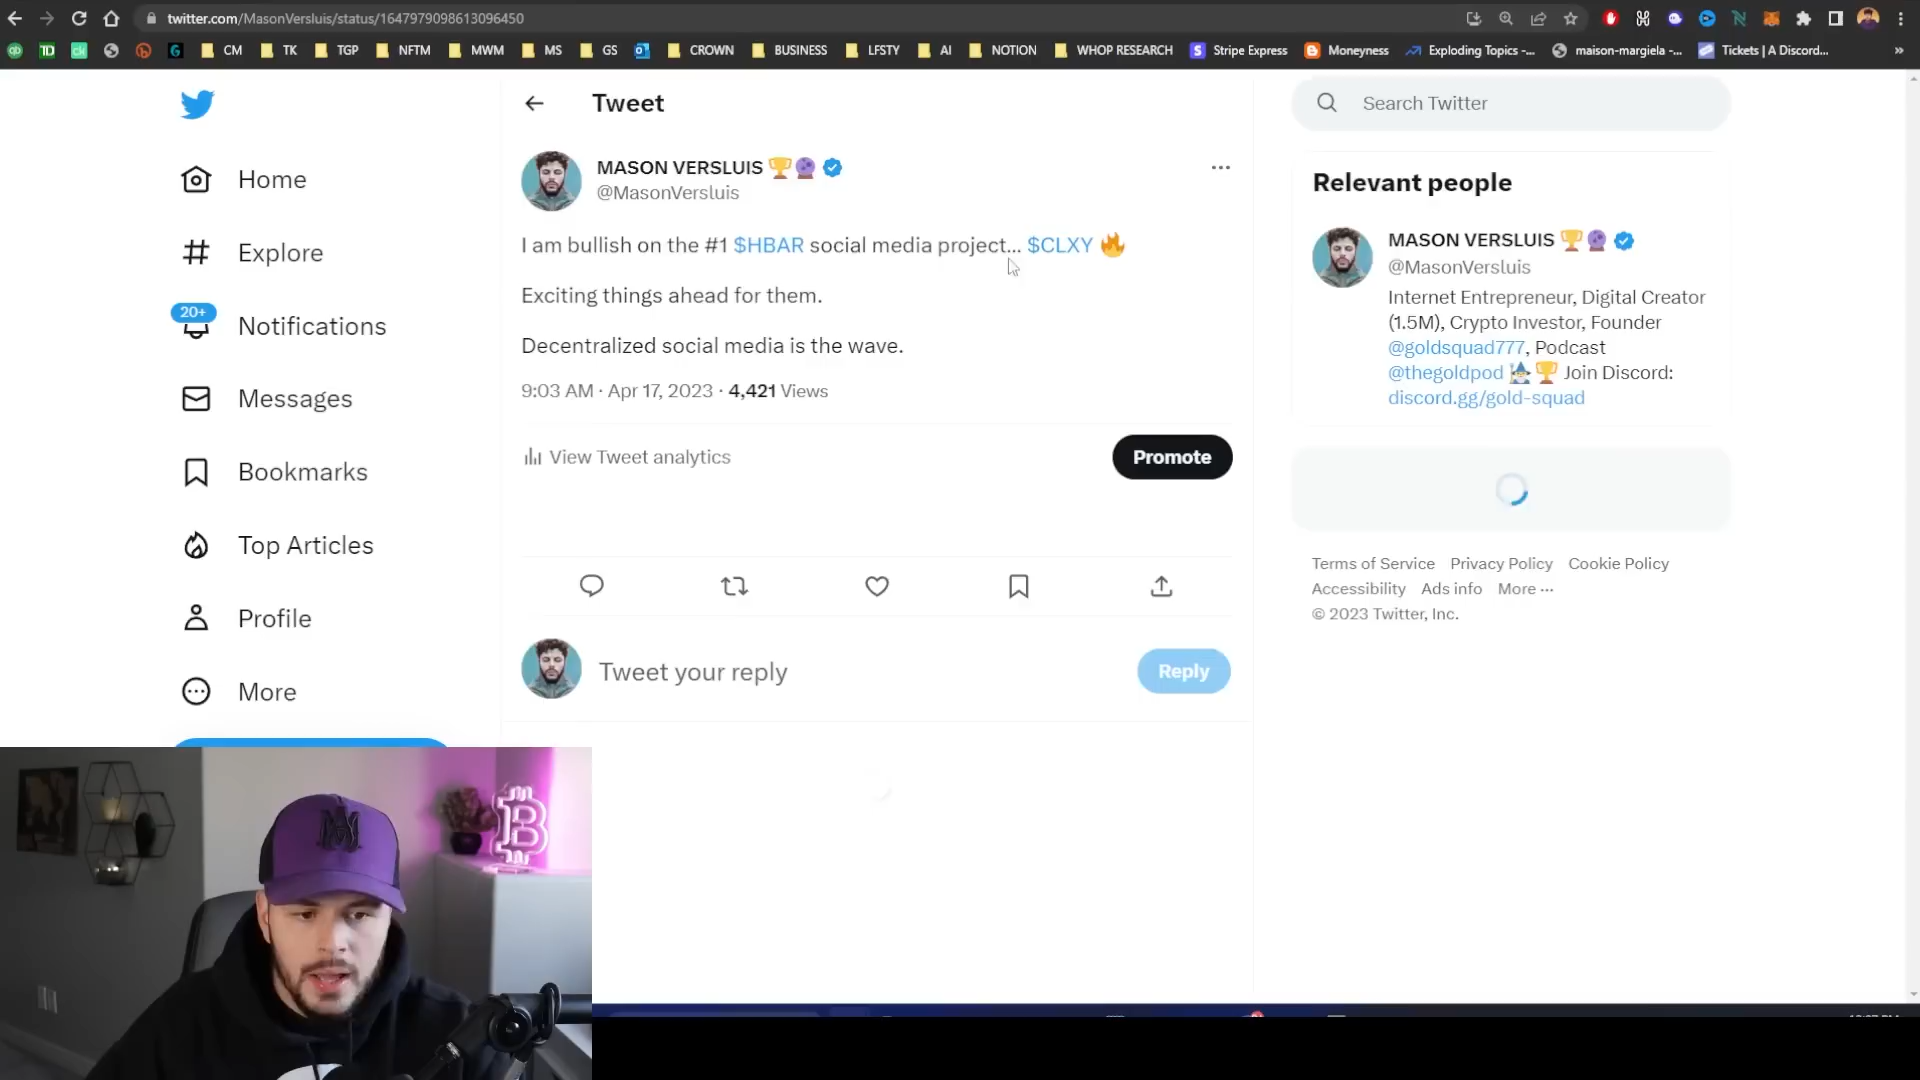 twitter.com/MasonVersluis/status/1647979098613096450
TD
CM
TK
TGP
NFTM
MWM
MS
GS
CROWN
BUSINESS
LFSTY
AI
NOTION
WHOP RESEARCH
Stripe Express
Moneyness
Exploding Topics -...
maison-margiela -...
Tickets | A Discord...
»
Home
Explore
20+
Notifications
Messages
Bookmarks
Top Articles
Profile
More
Tweet
MASON VERSLUIS
@MasonVersluis
I am bullish on the #1 $HBAR social media project... $CLXY 🔥
Exciting things ahead for them.
Decentralized social media is the wave.
9:03 AM · Apr 17, 2023 · 4,421 Views
View Tweet analytics
Promote
Tweet your reply
Reply
Search Twitter
Relevant people
MASON VERSLUIS
@MasonVersluis
Internet Entrepreneur, Digital Creator
(1.5M), Crypto Investor, Founder
@goldsquad777, Podcast
@thegoldpod 🧙‍♂️🏆 Join Discord:
discord.gg/gold-squad
Terms of Service Privacy Policy Cookie Policy
Accessibility Ads info More ···
© 2023 Twitter, Inc.